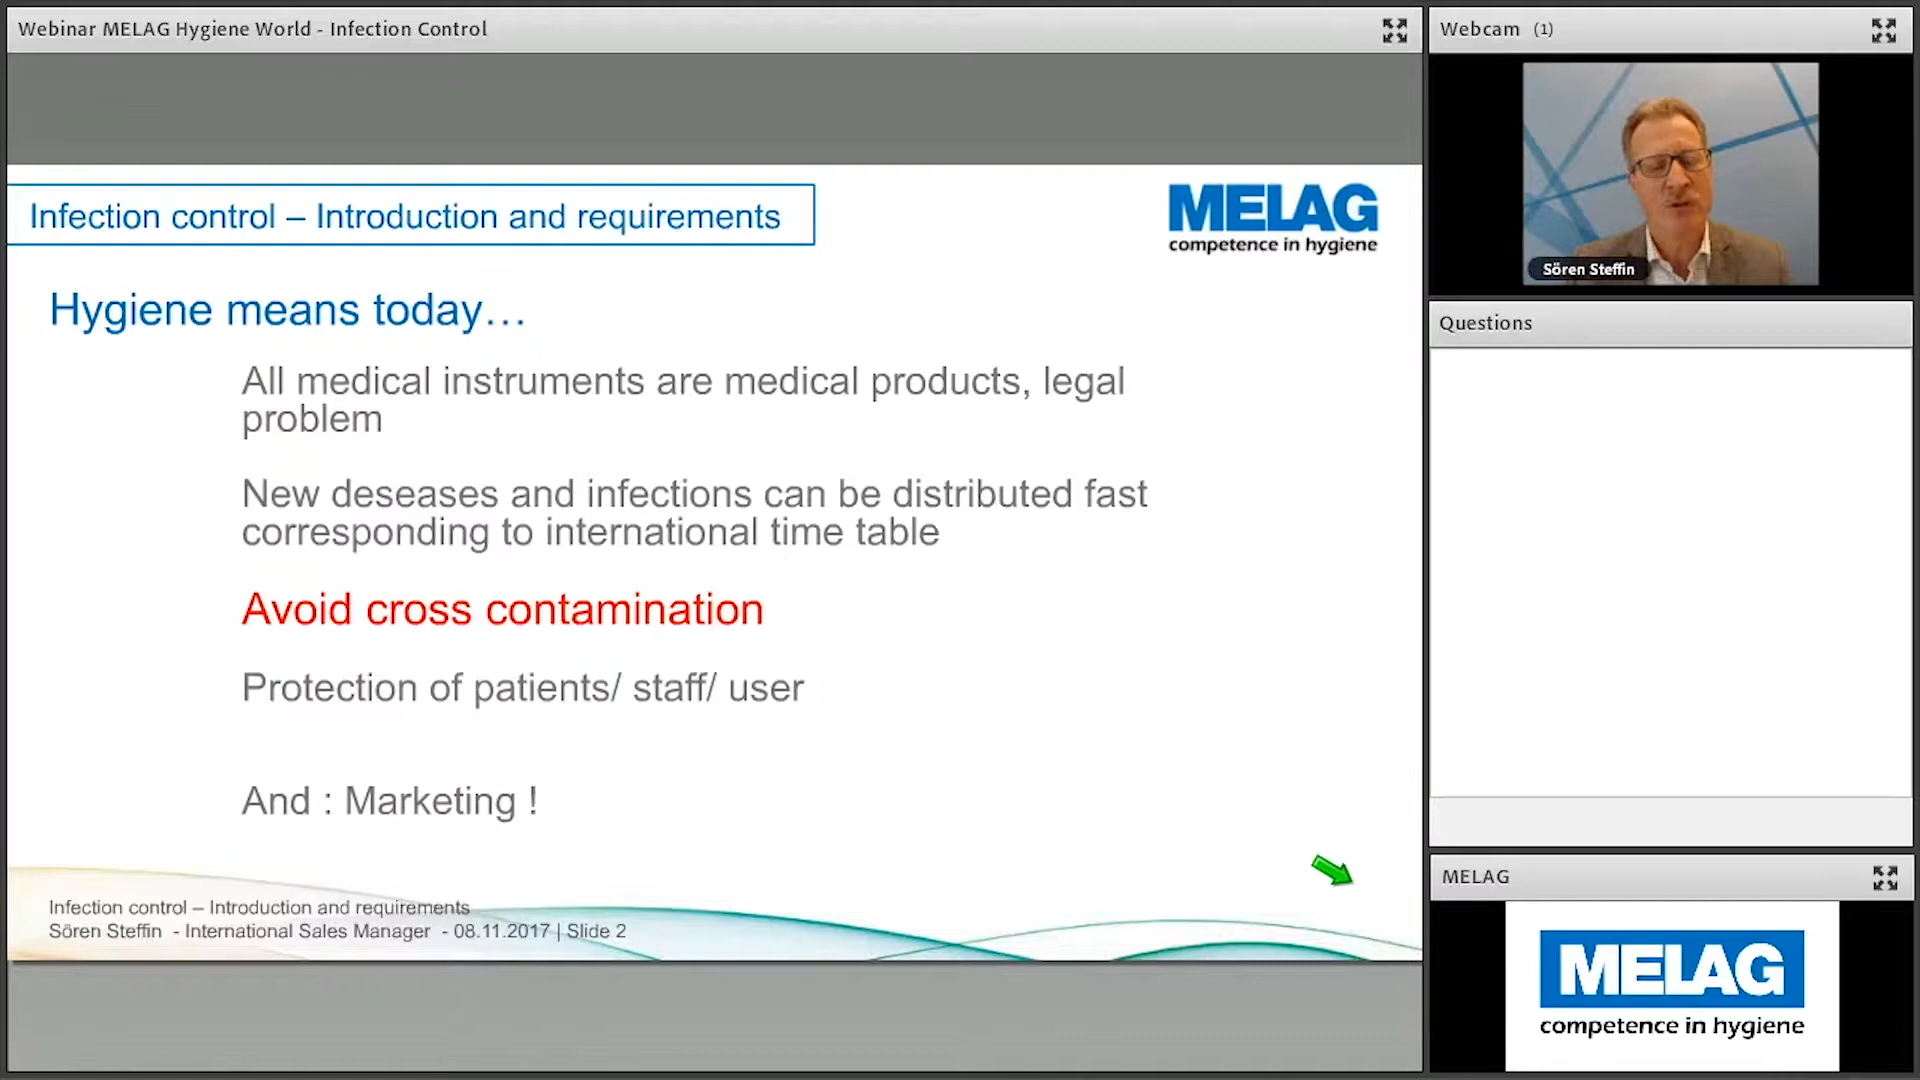 Webinar MELAG Hygiene World - Infection Control
Infection control – Introduction and requirements
MELAG
competence in hygiene
Hygiene means today…
All medical instruments are medical products, legal
problem
New deseases and infections can be distributed fast
corresponding to international time table
Avoid cross contamination
Protection of patients/ staff/ user
And : Marketing !
Infection control – Introduction and requirements
Sören Steffin - International Sales Manager - 08.11.2017 | Slide 2
Webcam (1)
Sören Steffin
Questions
MELAG
MELAG
competence in hygiene